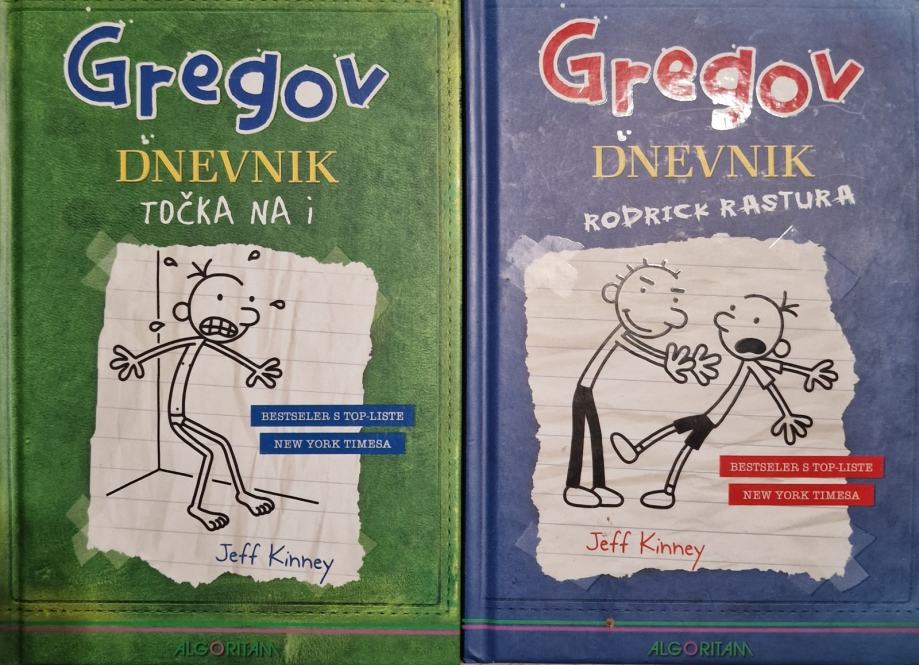 Gregov
DNEVNIK
TOČKA NA i
BESTSELER S TOP-LISTE
NEW YORK TIMESA
Jeff Kinney
ALGORITAM
Gregov
DNEVNIK
RODRICK RASTURA
BESTSELER S TOP-LISTE
NEW YORK TIMESA
Jeff Kinney
ALGORITAM